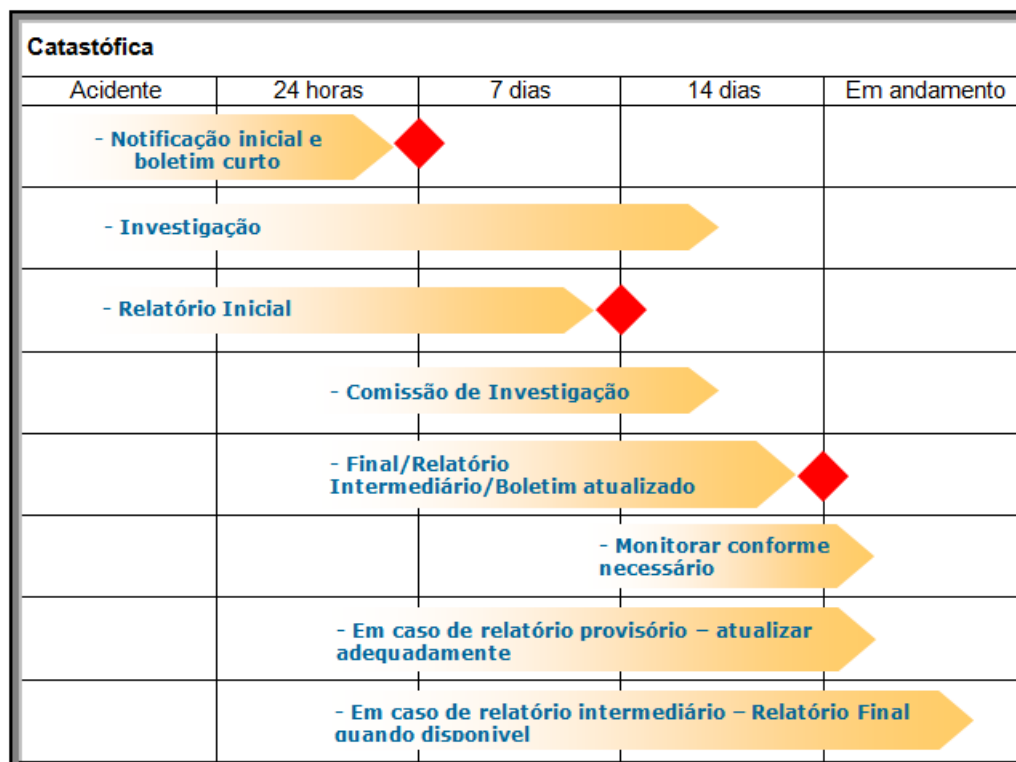 Catastófica
Acidente 24 horas 7 dias 14 dias Em andamento
- Notificação inicial e
boletim curto
- Investigação
- Relatório Inicial
- Comissão de Investigação
- Final/Relatório
Intermediário/Boletim atualizado
- Monitorar conforme
necessário
- Em caso de relatório provisório – atualizar
adequadamente
- Em caso de relatório intermediário – Relatório Final
quando disponivel